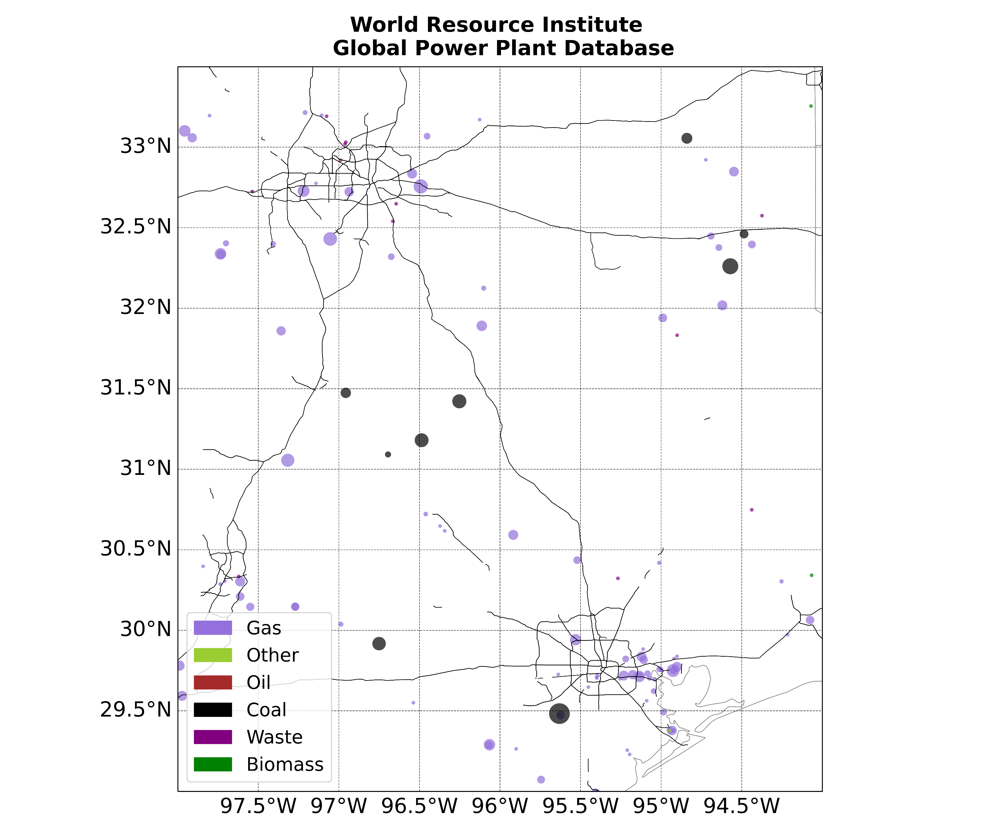 World Resource Institute
Global Power Plant Database
33°N
32.5°N
32°N
31.5°N
31°N
30.5°N
30°N
29.5°N
Gas
Other
Oil
Coal
Waste
Biomass
97.5°W 97°W 96.5°W 96°W 95.5°W 95°W 94.5°W